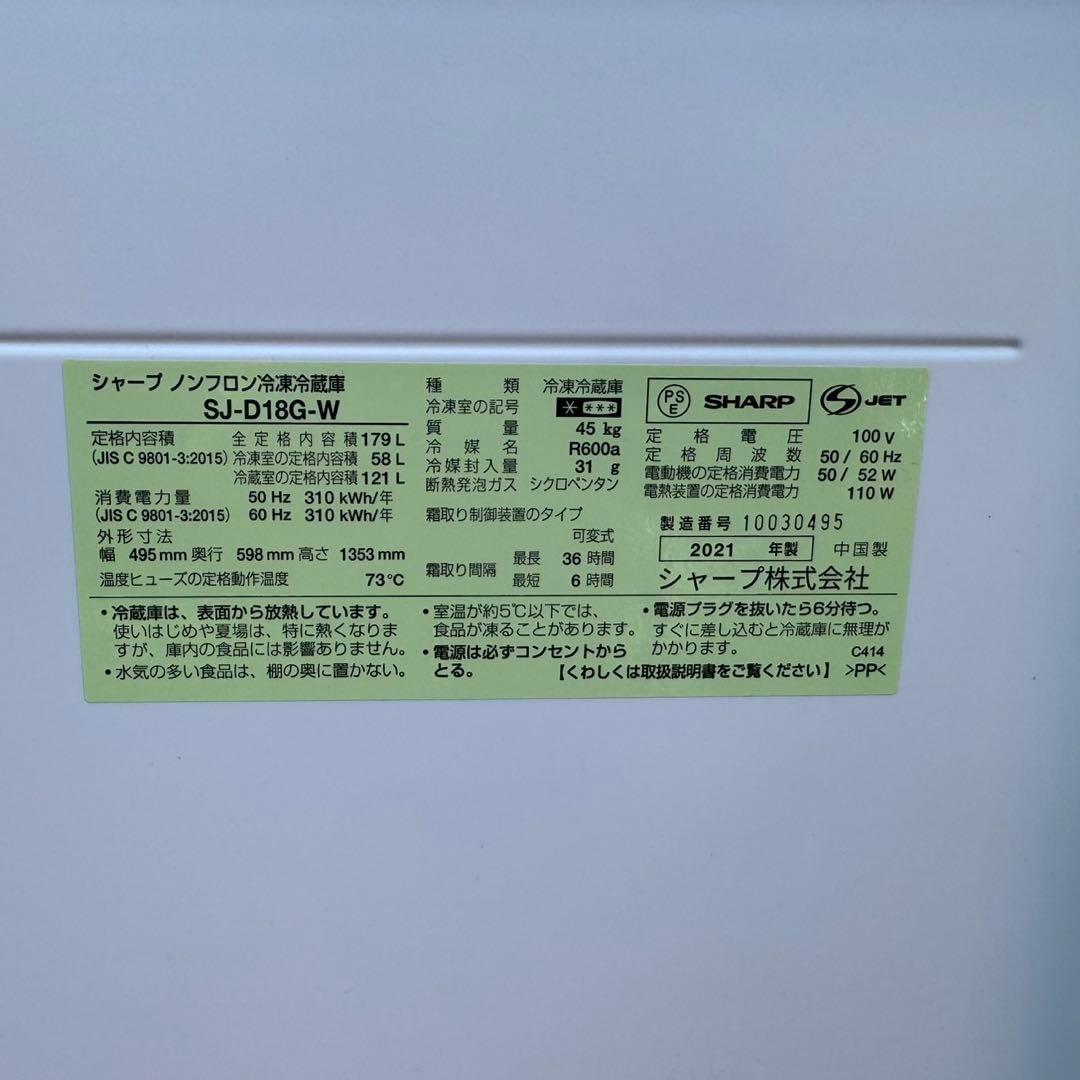 シャープ ノンフロン冷凍冷蔵庫
SJ-D18G-W
定格内容積 全定格内容積 179 L
(JIS C 9801-3:2015) 冷凍室の定格内容積 58 L
冷蔵室の定格内容積 121 L
消費電力量 50 Hz 310 kWh/年
(JIS C 9801-3:2015) 60 Hz 310 kWh/年
外形寸法
幅 495 mm 奥行 598 mm 高さ 1353 mm
温度ヒューズの定格動作温度 73℃
種類 冷凍冷蔵庫
冷凍室の記号 * ***
質量 45 kg
冷媒名 R600a
冷媒封入量 31 g
断熱発泡ガス シクロペンタン
霜取り制御装置のタイプ
可変式
霜取り間隔 最長 36 時間
最短 6 時間
PSE SHARP S JET
定格電圧 100 V
定格周波数 50 / 60 Hz
電動機の定格消費電力 50 / 52 W
電熱装置の定格消費電力 110 W
製造番号 10030495
2021 年製 中国製
シャープ株式会社
・冷蔵庫は、表面から放熱しています。
使いはじめや夏場は、特に熱くなりま
すが、庫内の食品には影響ありません。
・水気の多い食品は、棚の奥に置かない。
・室温が約5℃以下では、
食品が凍ることがあります。
・電源は必ずコンセントから
とる。
・電源プラグを抜いたら6分待つ。
すぐに差し込むと冷蔵庫に無理が
かかります。 C414
【くわしくは取扱説明書をご覧ください】 >PP<